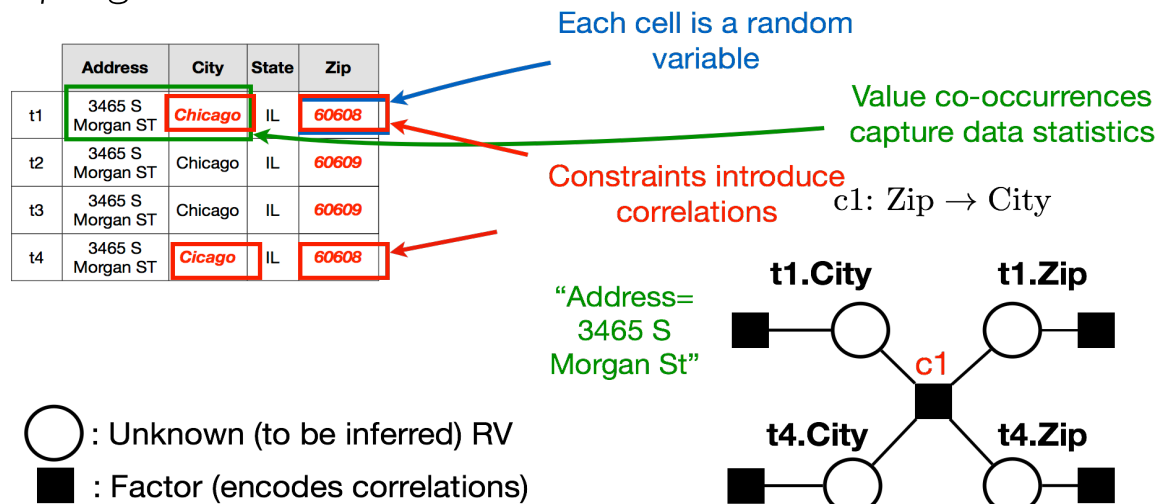 Each cell is a random
variable
Address City State Zip
t1 3465 S Morgan ST Chicago IL 60608
t2 3465 S Morgan ST Chicago IL 60609
t3 3465 S Morgan ST Chicago IL 60609
t4 3465 S Morgan ST Cicago IL 60608
Value co-occurrences
capture data statistics
Constraints introduce
correlations
c1: Zip → City
"Address=
3465 S
Morgan St"
t1.City t1.Zip
c1
t4.City t4.Zip
: Unknown (to be inferred) RV
: Factor (encodes correlations)